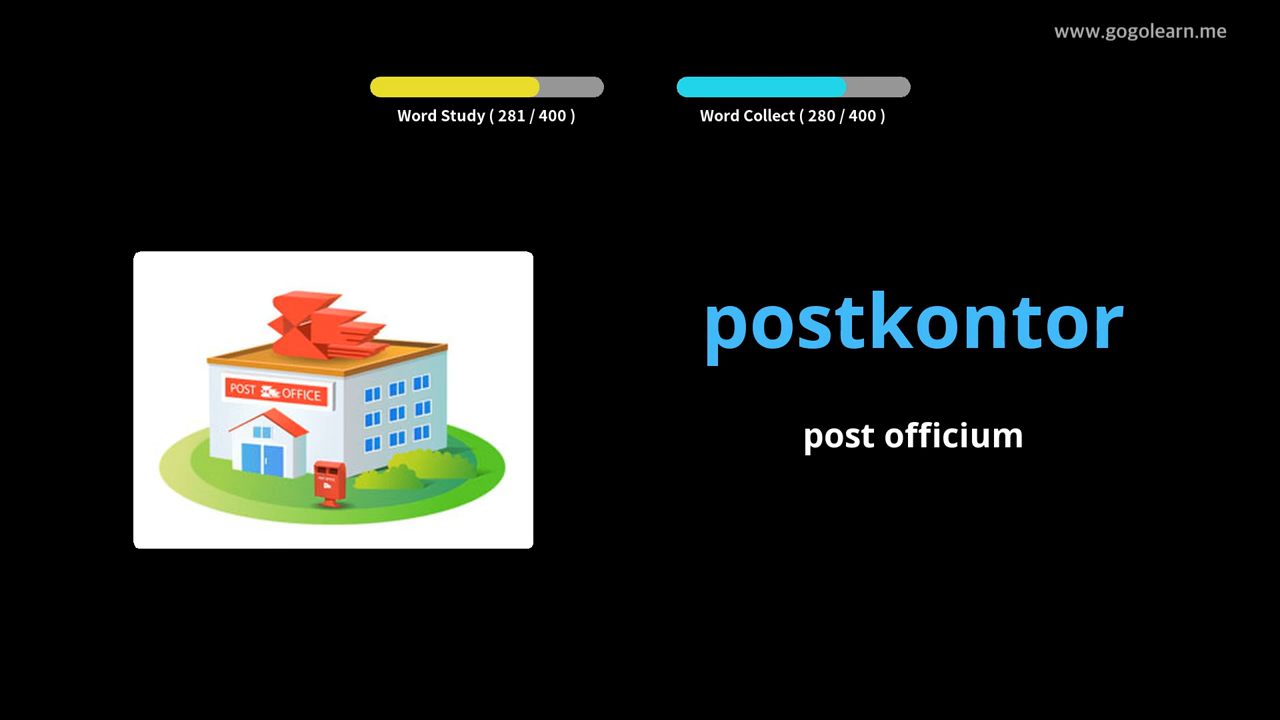 www.gogolearn.me
Word Study ( 281 / 400 )
Word Collect ( 280 / 400 )
POST OFFICE
postkontor
post officium